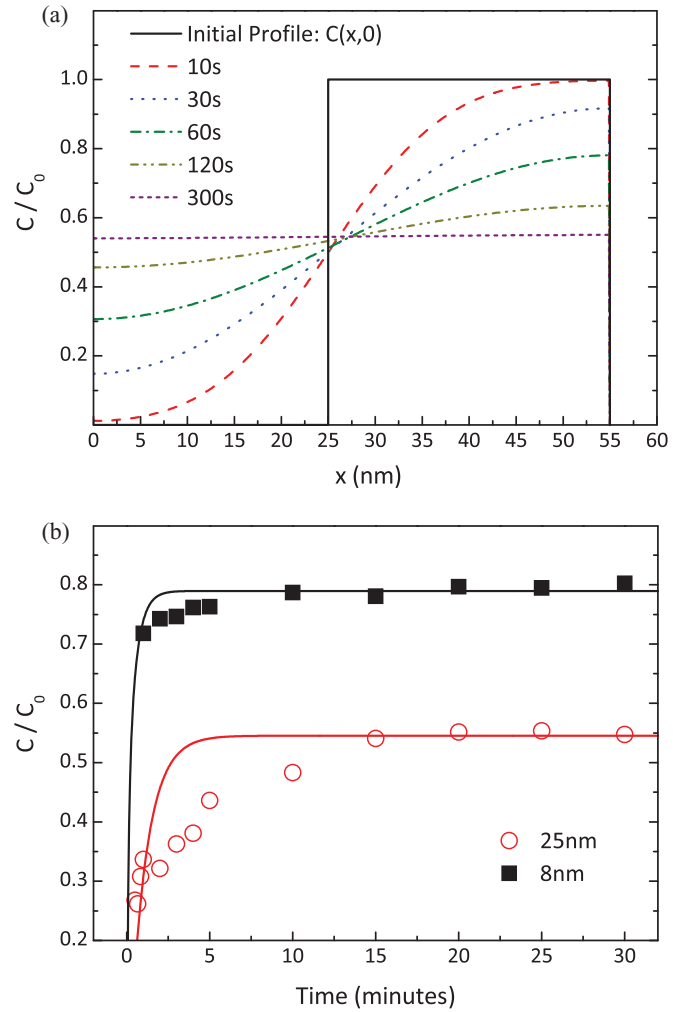 (a)
Initial Profile: C(x,0)
10s
30s
60s
120s
300s
1.0
0.8
0.6
0.4
0.2
C / C0
0 5 10 15 20 25 30 35 40 45 50 55 60
x (nm)
(b)
0.8
0.7
0.6
0.5
0.4
0.3
0.2
C / C0
25nm
8nm
0 5 10 15 20 25 30
Time (minutes)